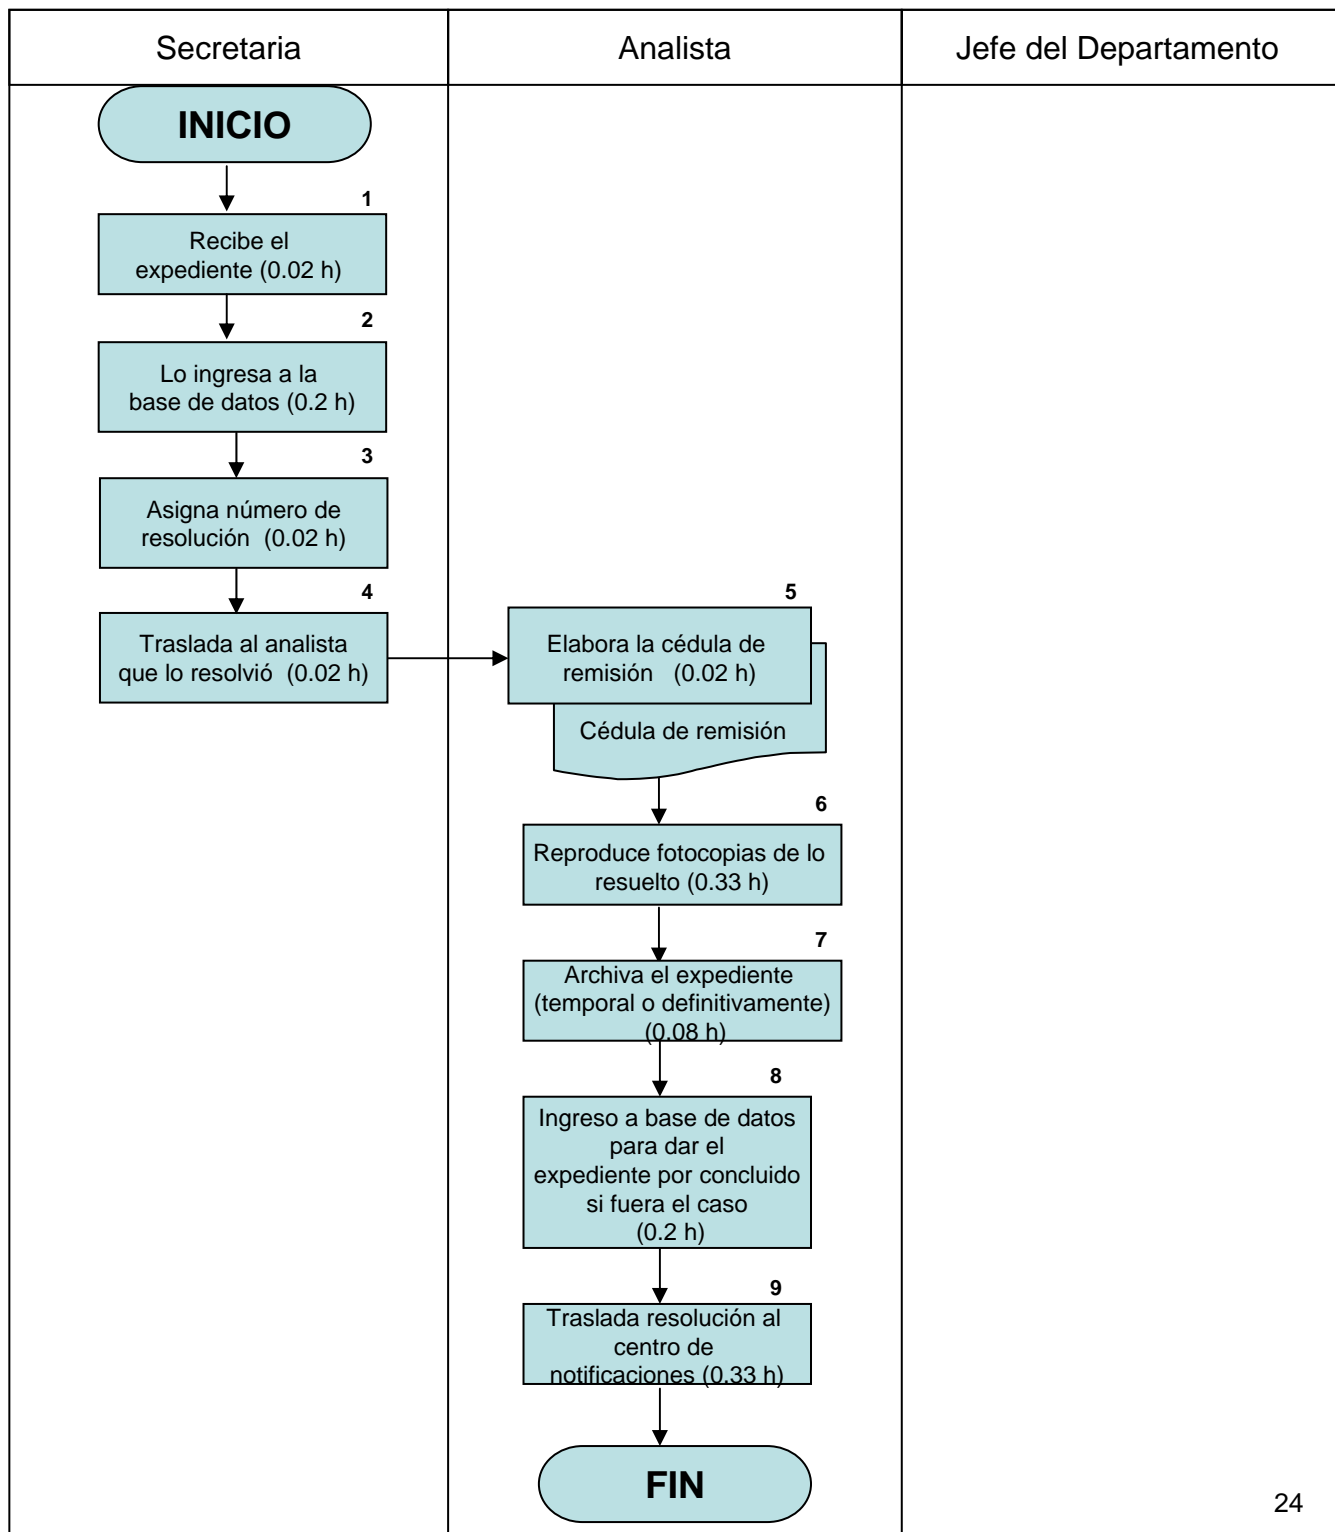 Secretaria
Analista
Jefe del Departamento
INICIO
1
Recibe el
expediente (0.02 h)
2
Lo ingresa a la
base de datos (0.2 h)
3
Asigna número de
resolución (0.02 h)
4
Traslada al analista
que lo resolvió (0.02 h)
5
Elabora la cédula de
remisión (0.02 h)
Cédula de remisión
6
Reproduce fotocopias de lo
resuelto (0.33 h)
7
Archiva el expediente
(temporal o definitivamente)
(0.08 h)
8
Ingreso a base de datos
para dar el
expediente por concluido
si fuera el caso
(0.2 h)
9
Traslada resolución al
centro de
notificaciones (0.33 h)
FIN
24